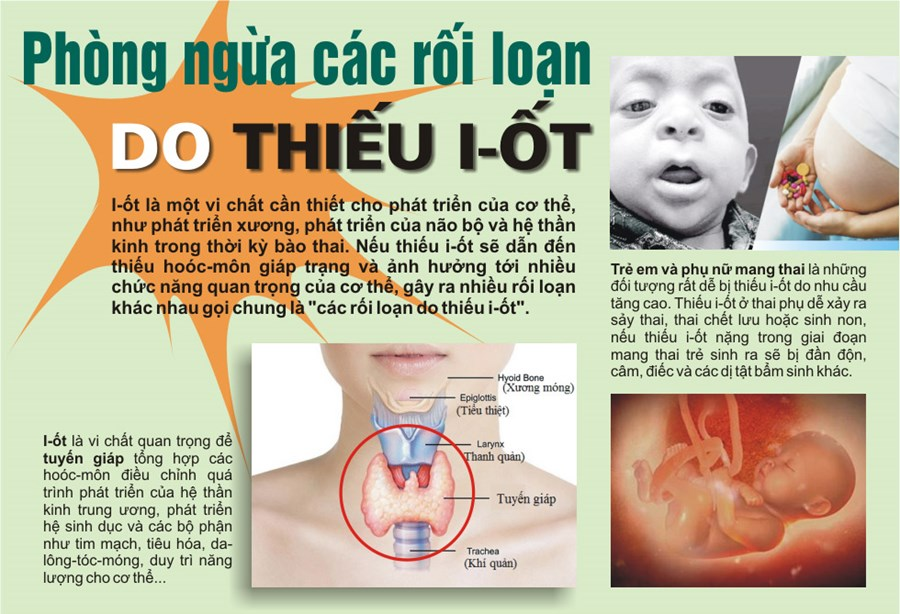 Phòng ngừa các rối loạn
DO THIẾU I-ỐT
I-ốt là một vi chất cần thiết cho phát triển của cơ thể,
như phát triển xương, phát triển của não bộ và hệ thần
kinh trong thời kỳ bào thai. Nếu thiếu i-ốt sẽ dẫn đến
thiếu hoóc-môn giáp trạng và ảnh hưởng tới nhiều
chức năng quan trọng của cơ thể, gây ra nhiều rối loạn
khác nhau gọi chung là "các rối loạn do thiếu i-ốt".
Trẻ em và phụ nữ mang thai là những
đối tượng rất dễ bị thiếu i-ốt do nhu cầu
tăng cao. Thiếu i-ốt ở thai phụ dễ xảy ra
sảy thai, thai chết lưu hoặc sinh non,
nếu thiếu i-ốt nặng trong giai đoạn
mang thai trẻ sinh ra sẽ bị đần độn,
câm, điếc và các dị tật bẩm sinh khác.
I-ốt là vi chất quan trọng để
tuyến giáp tổng hợp các
hoóc-môn điều chỉnh quá
trình phát triển của hệ thần
kinh trung ương, phát triển
hệ sinh dục và các bộ phận
như tim mạch, tiêu hóa, da-
lông-tóc-móng, duy trì năng
lượng cho cơ thể...
Hyoid Bone
(Xương móng)
Epiglottis
(Tiểu thiệt)
Larynx
Thanh quản)
Tuyến giáp
Trachea
(Khí quản)